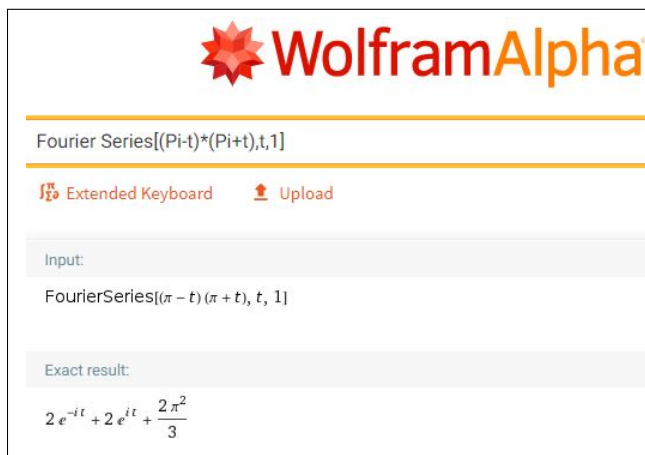 WolframAlpha
Fourier Series[(Pi-t)*(Pi+t),t,1]
Extended Keyboard Upload
Input:
FourierSeries[(π − t) (π + t), t, 1]
Exact result:
2 e^{-i t} + 2 e^{i t} + \frac{2 π^2}{3}